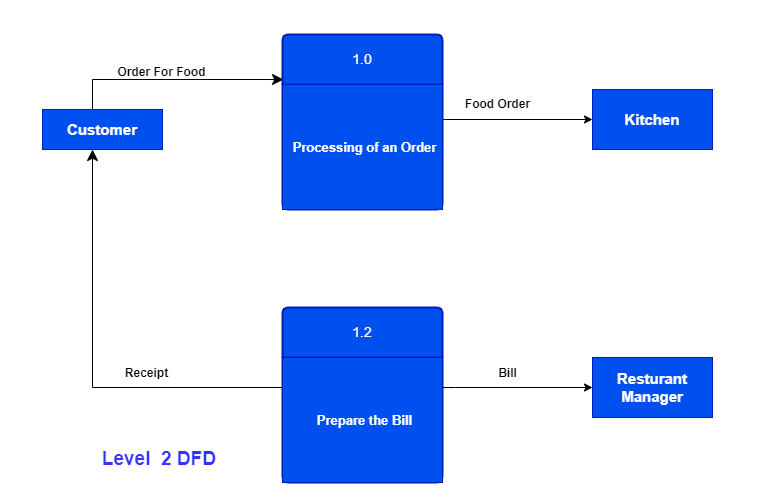 1.0
Order For Food
Food Order
Customer
Kitchen
Processing of an Order
1.2
Receipt
Bill
Resturant
Manager
Prepare the Bill
Level 2 DFD